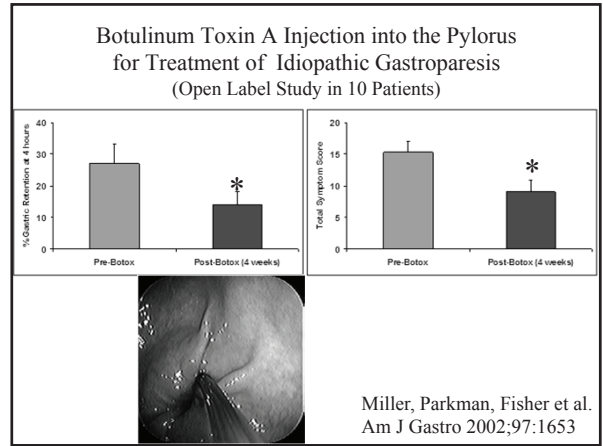 Botulinum Toxin A Injection into the Pylorus
for Treatment of Idiopathic Gastroparesis
(Open Label Study in 10 Patients)
%Gastric Retention at 4 hours
40
30
20
10
0
*
Pre-Botox
Post-Botox (4 weeks)
Total Symptom Score
20
15
10
5
0
*
Pre-Botox
Post-Botox (4 weeks)
Miller, Parkman, Fisher et al.
Am J Gastro 2002;97:1653